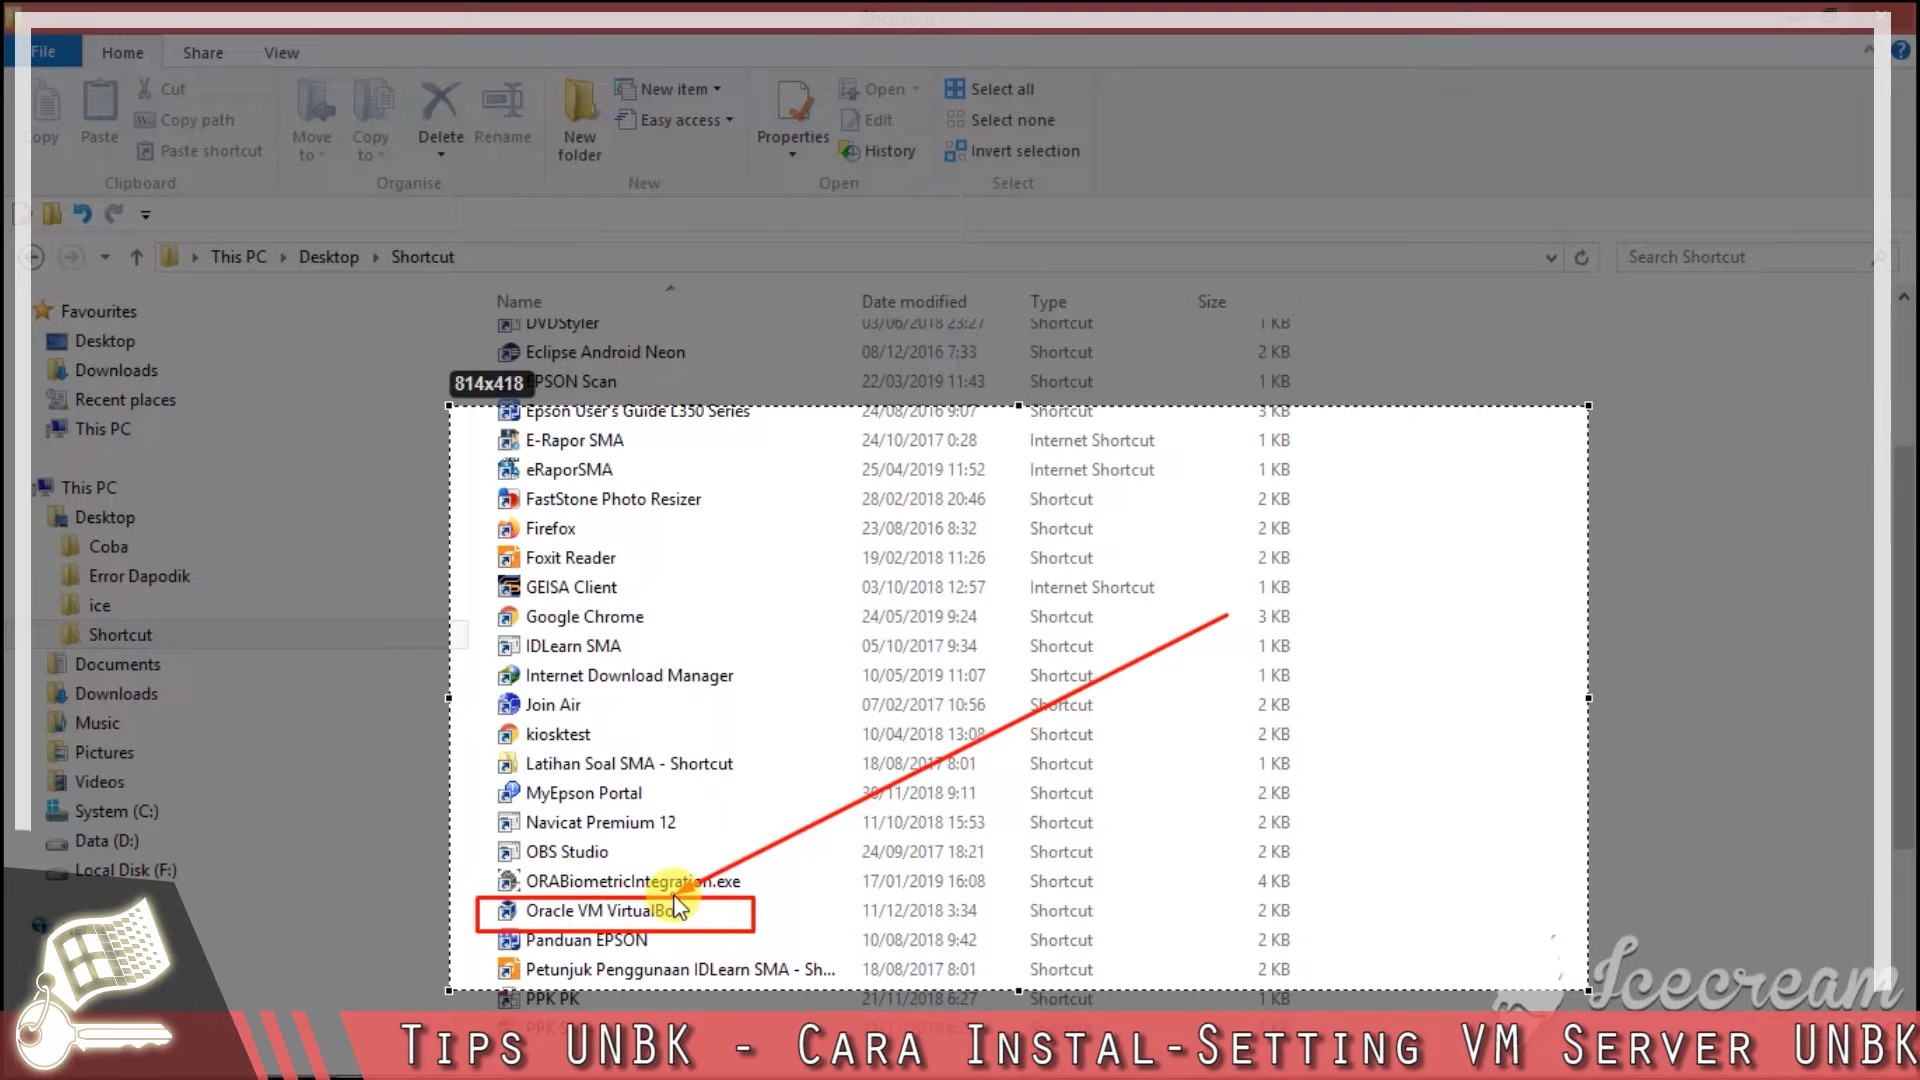 File Home Share View
Copy Paste Cut
Copy path
Paste shortcut
Move to Copy to Delete Rename
New folder
New item
Easy access
Properties
Open
Edit
History
Select all
Select none
Invert selection
Clipboard Organise New Open Select
This PC Desktop Shortcut
Search Shortcut
Favourites
Desktop
Downloads
Recent places
This PC
This PC
Desktop
Coba
Error Dapodik
ice
Shortcut
Documents
Downloads
Music
Pictures
Videos
System (C:)
Data (D:)
Local Disk (F:)
Name Date modified Type Size
DVDStyler 03/06/2018 23:27 Shortcut 1 KB
Eclipse Android Neon 08/12/2016 7:33 Shortcut 2 KB
814x418
EPSON Scan 22/03/2019 11:43 Shortcut 1 KB
Epson User's Guide L350 Series 24/08/2016 9:07 Shortcut 3 KB
E-Rapor SMA 24/10/2017 0:28 Internet Shortcut 1 KB
eRaporSMA 25/04/2019 11:52 Internet Shortcut 1 KB
FastStone Photo Resizer 28/02/2018 20:46 Shortcut 2 KB
Firefox 23/08/2016 8:32 Shortcut 2 KB
Foxit Reader 19/02/2018 11:26 Shortcut 2 KB
GEISA Client 03/10/2018 12:57 Internet Shortcut 1 KB
Google Chrome 24/05/2019 9:24 Shortcut 3 KB
IDLearn SMA 05/10/2017 9:34 Shortcut 1 KB
Internet Download Manager 10/05/2019 11:07 Shortcut 1 KB
Join Air 07/02/2017 10:56 Shortcut 2 KB
kiosktest 10/04/2018 13:08 Shortcut 2 KB
Latihan Soal SMA - Shortcut 18/08/2017 8:01 Shortcut 1 KB
MyEpson Portal 30/11/2018 9:11 Shortcut 2 KB
Navicat Premium 12 11/10/2018 15:53 Shortcut 2 KB
OBS Studio 24/09/2017 18:21 Shortcut 2 KB
ORABiometricIntegration.exe 17/01/2019 16:08 Shortcut 4 KB
Oracle VM VirtualBox 11/12/2018 3:34 Shortcut 2 KB
Panduan EPSON 10/08/2018 9:42 Shortcut 2 KB
Petunjuk Penggunaan IDLearn SMA - Sh... 18/08/2017 8:01 Shortcut 2 KB
PPK PK 21/11/2018 6:27 Shortcut 1 KB
Icecream
Tips UNBK - Cara Instal-Setting VM Server UNBK